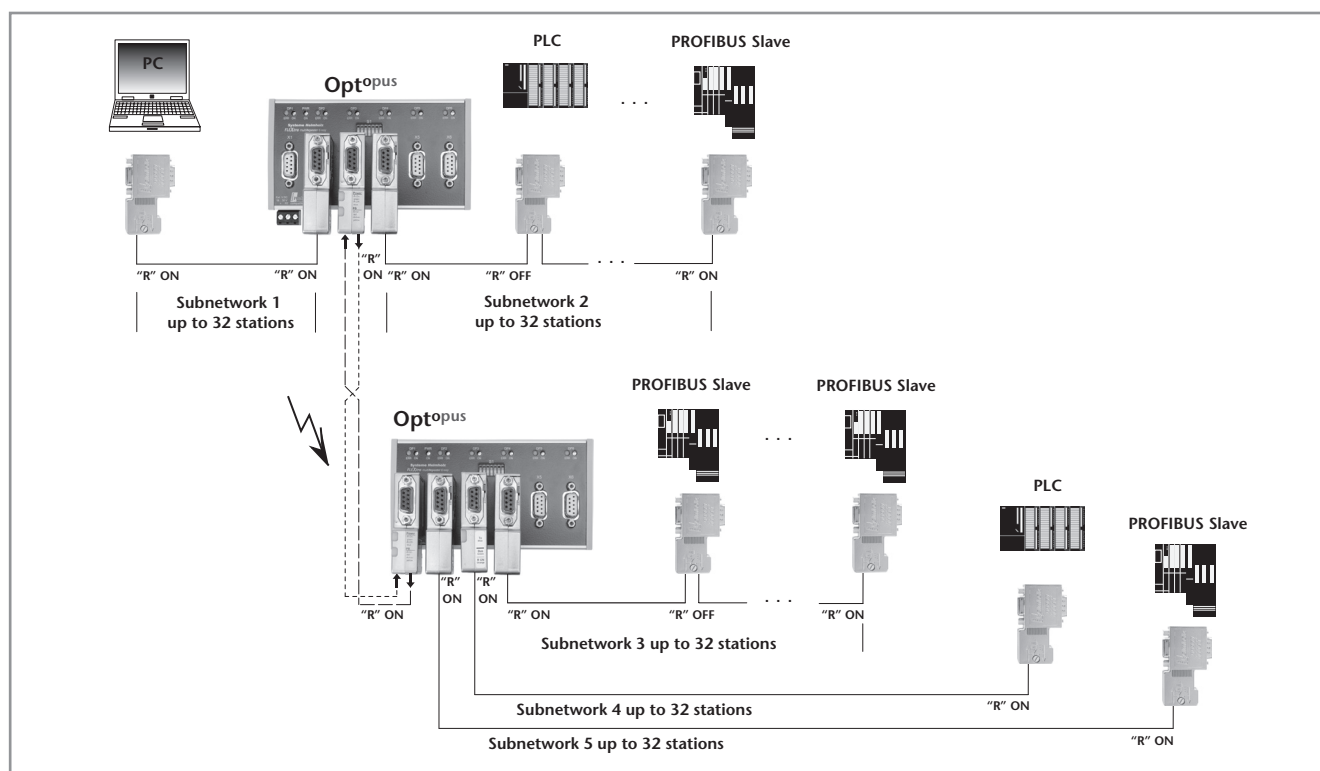 PLC
PROFIBUS Slave
PC
Optopus
. . .
"R" ON
"R" ON
"R"
ON
"R" ON
"R" OFF
. . .
"R" ON
Subnetwork 1
up to 32 stations
Subnetwork 2
up to 32 stations
PROFIBUS Slave
PROFIBUS Slave
Optopus
. . .
PLC
PROFIBUS Slave
"R" ON
"R"
ON
"R"
ON
"R" ON
"R" OFF
. . .
"R" ON
Subnetwork 3 up to 32 stations
Subnetwork 4 up to 32 stations
"R" ON
Subnetwork 5 up to 32 stations
"R" ON